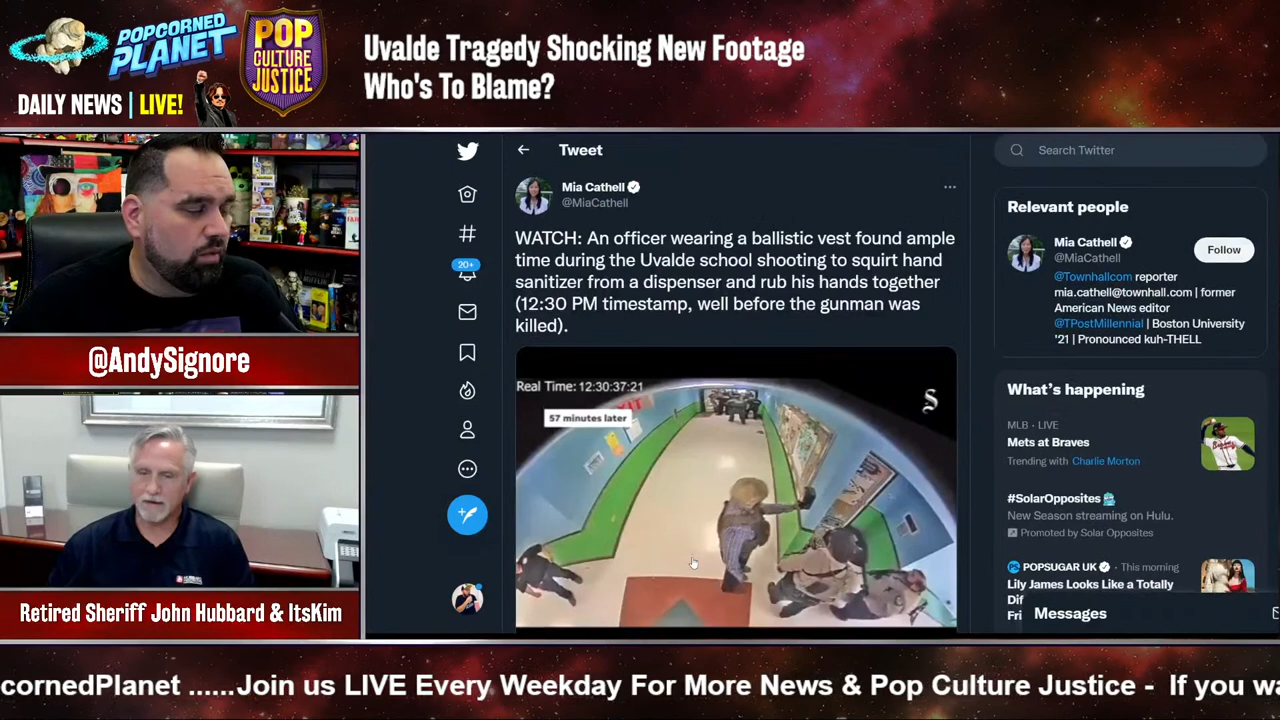 POPCORNED
PLANET
POP
CULTURE
JUSTICE
DAILY NEWS | LIVE!
Uvalde Tragedy Shocking New Footage
Who's To Blame?
@AndySignore
Retired Sheriff John Hubbard & ItsKim
Tweet
Mia Cathell
@MiaCathell
WATCH: An officer wearing a ballistic vest found ample
time during the Uvalde school shooting to squirt hand
sanitizer from a dispenser and rub his hands together
(12:30 PM timestamp, well before the gunman was
killed).
20+
Real Time: 12:30:37:21
57 minutes later
S
Search Twitter
Relevant people
Mia Cathell
@MiaCathell
Follow
@Townhallcom reporter
mia.cathell@townhall.com | former
American News editor
@TPostMillennial | Boston University
'21 | Pronounced kuh-THELL
What's happening
MLB · LIVE
Mets at Braves
Trending with Charlie Morton
#SolarOpposites
New Season streaming on Hulu.
Promoted by Solar Opposites
POPSUGAR UK · This morning
Lily James Looks Like a Totally
Messages
cornedPlanet ......Join us LIVE Every Weekday For More News & Pop Culture Justice - If you wa